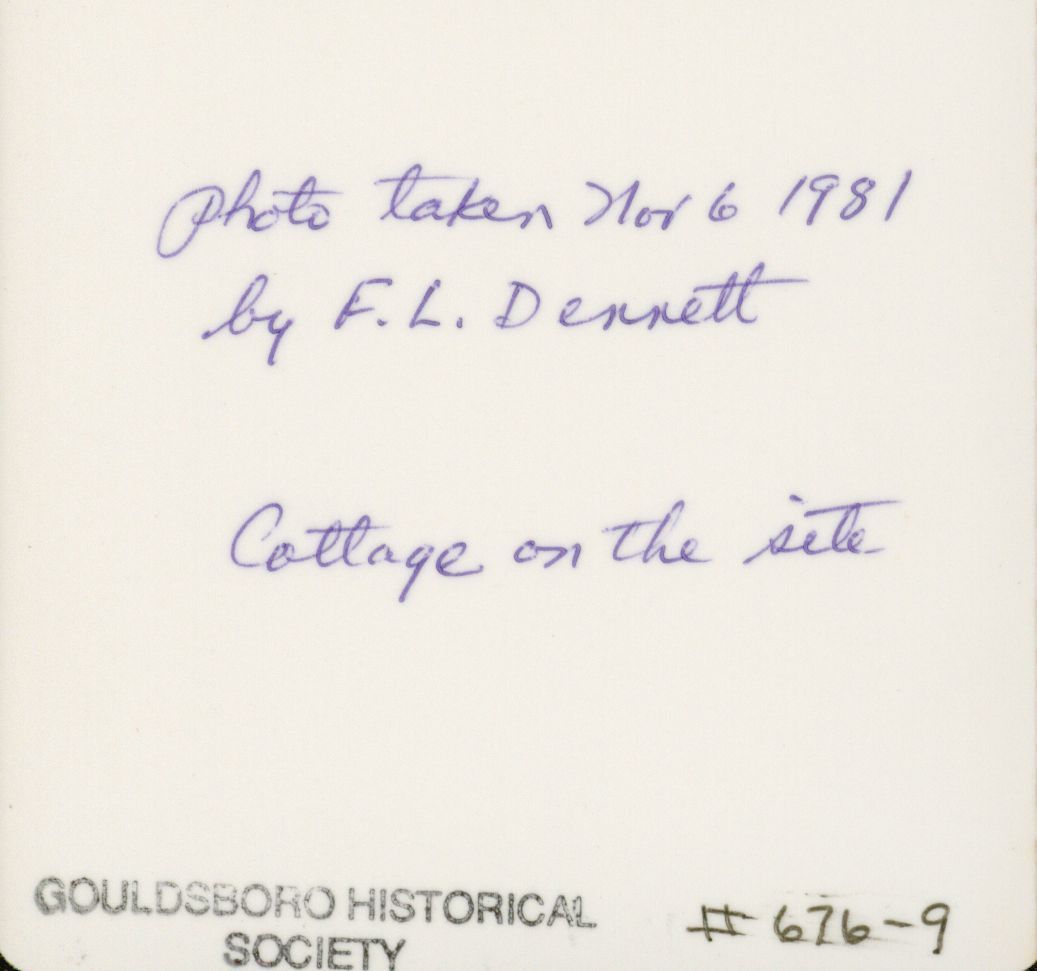 Photo taken Nov 6 1981
by F. L. Dennett
Cottage on the site
GOULDSBORO HISTORICAL
SOCIETY
# 676-9